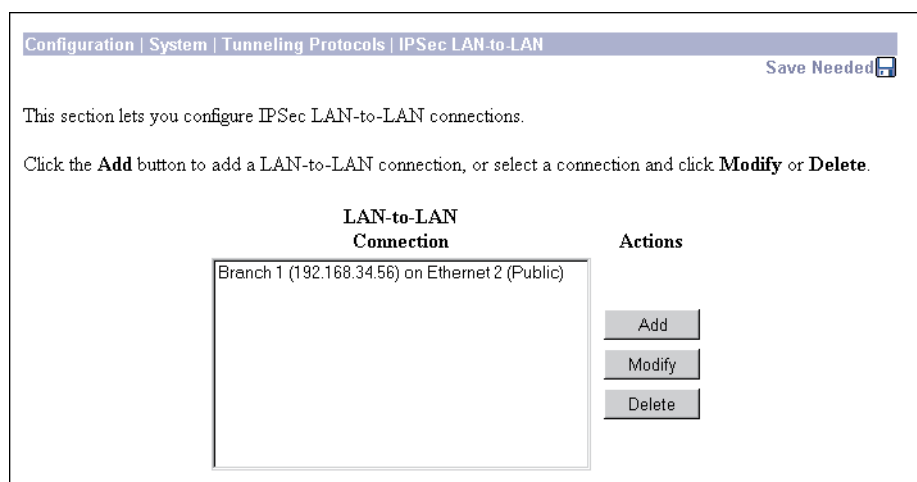 Configuration | System | Tunneling Protocols | IPSec LAN-to-LAN
Save Needed
This section lets you configure IPSec LAN-to-LAN connections.
Click the Add button to add a LAN-to-LAN connection, or select a connection and click Modify or Delete.
LAN-to-LAN
Connection
Actions
Branch 1 (192.168.34.56) on Ethernet 2 (Public)
Add
Modify
Delete